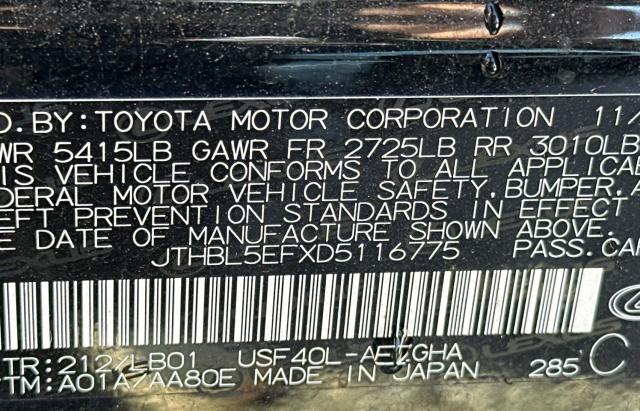 D. BY: TOYOTA MOTOR CORPORATION 11/
WR 5415LB GAWR FR 2725LB RR 3010LB
IS VEHICLE CONFORMS TO ALL APPLICA
DERAL MOTOR VEHICLE SAFETY, BUMPER,
EFT PREVENTION STANDARDS IN EFFECT
E DATE OF MANUFACTURE SHOWN ABOVE.
JTHBL5EFXD5116775 PASS. CA
TR: 212/LB01 USF40L-AEZGHA
TM: A01A/AA80E MADE IN JAPAN 285 C